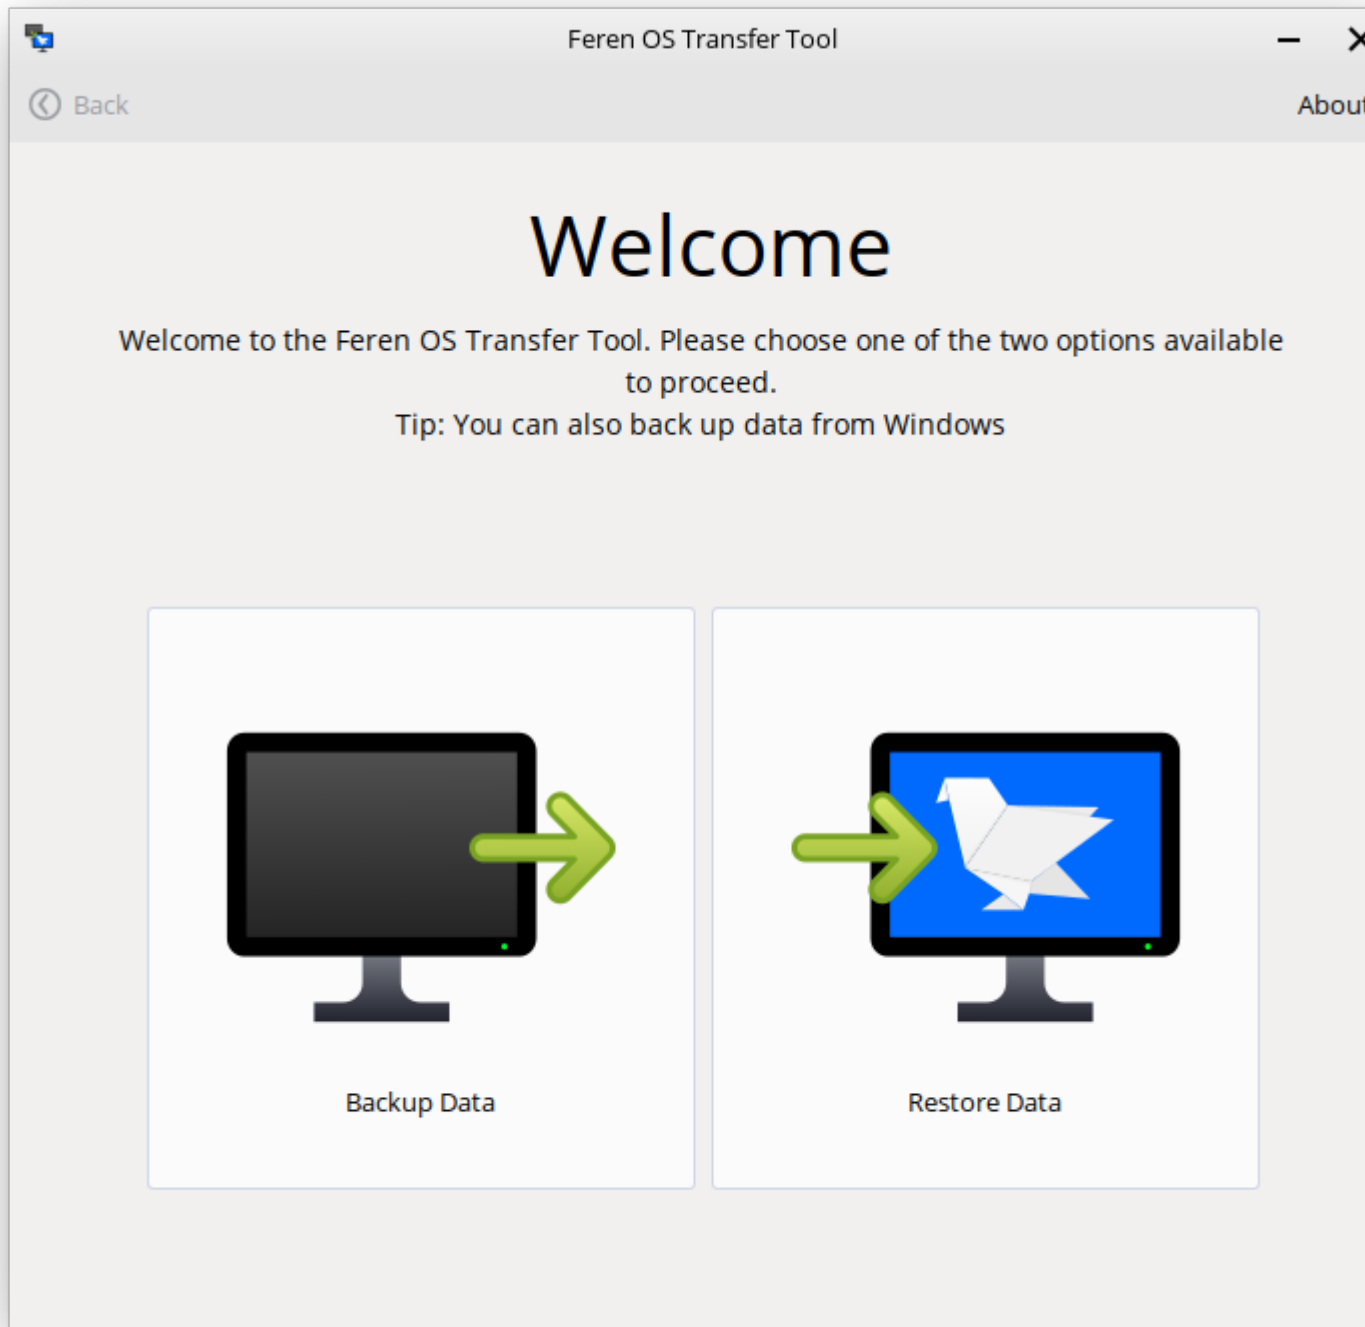 Feren OS Transfer Tool
Back
About
Welcome
Welcome to the Feren OS Transfer Tool. Please choose one of the two options available
to proceed.
Tip: You can also back up data from Windows
Backup Data
Restore Data